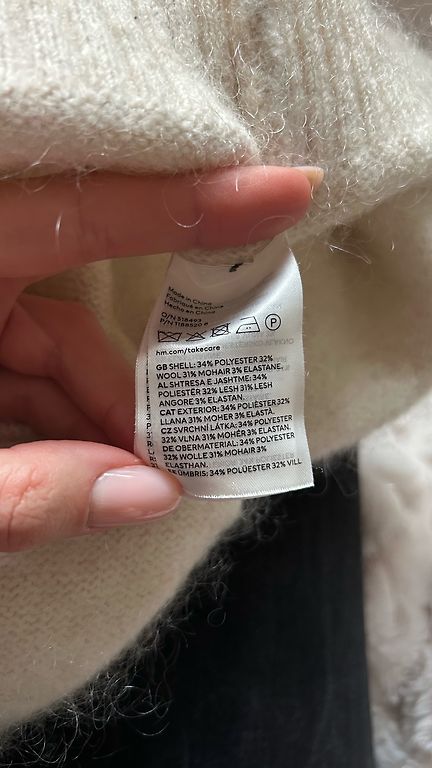 Made in China
Fabriqué en Chine
Hecho en China
O/N 518493
P/N 1188520
P
hm.com/takecare
GB SHELL: 34% POLYESTER 32%
WOOL 31% MOHAIR 3% ELASTANE.
AL SHTRESA E JASHTME: 34%
POLIESTËR 32% LESH 31% LESH
ANGORE 3% ELASTAN.
CAT EXTERIOR: 34% POLIÈSTER 32%
LLANA 31% MOHER 3% ELASTÀ.
CZ SVRCHNÍ LÁTKA: 34% POLYESTER
32% VLNA 31% MOHÉR 3% ELASTAN.
DE OBERMATERIAL: 34% POLYESTER
32% WOLLE 31% MOHAIR 3%
ELASTHAN.
ÜMBRIS: 34% POLÜESTER 32% VILL